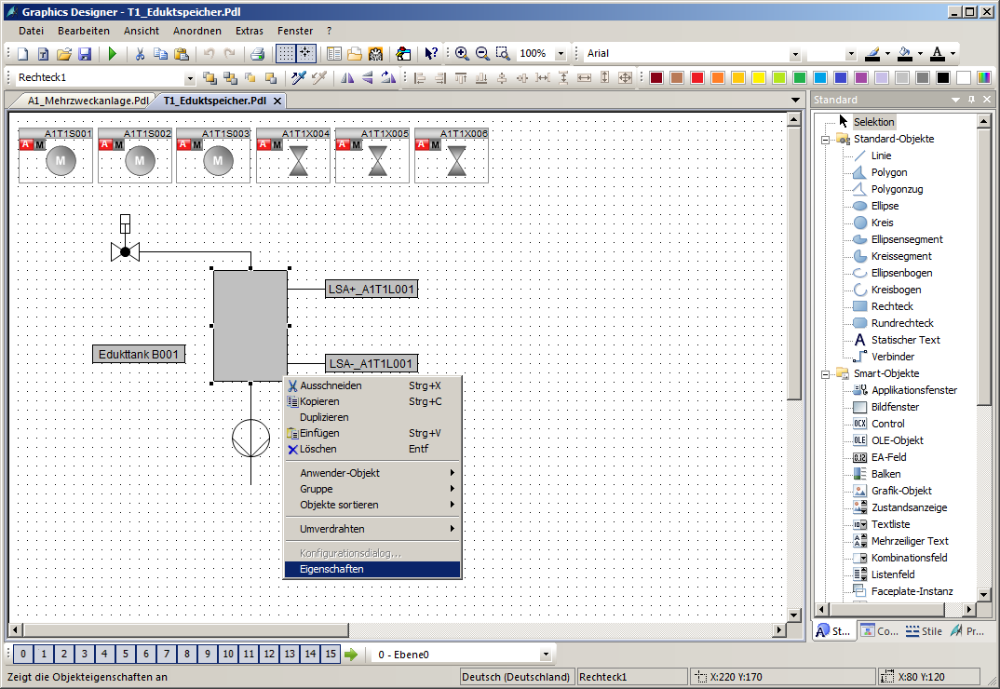 Graphics Designer - T1_Eduktspeicher.Pdl
Datei Bearbeiten Ansicht Anordnen Extras Fenster ?
100% Arial
Rechteck1
A1_Mehrzweckanlage.Pdl T1_Eduktspeicher.Pdl
Standard
A1T1S001 A1T1S002 A1T1S003 A1T1X004 A1T1X005 A1T1X006
A M A M A M A M A M A M
M M M
LSA+_A1T1L001
Edukttank B001
LSA-_A1T1L001
Ausschneiden Strg+X
Kopieren Strg+C
Duplizieren
Einfügen Strg+V
Löschen Entf
Anwender-Objekt
Gruppe
Objekte sortieren
Umverdrahten
Konfigurationsdialog...
Eigenschaften
Selektion
Standard-Objekte
Linie
Polygon
Polygonzug
Ellipse
Kreis
Ellipsensegment
Kreissegment
Ellipsenbogen
Kreisbogen
Rechteck
Rundrechteck
A Statischer Text
Verbinder
Smart-Objekte
Applikationsfenster
Bildfenster
OCX Control
OLE OLE-Objekt
0.12 EA-Feld
Balken
Grafik-Objekt
Zustandsanzeige
Textliste
Mehrzeiliger Text
Kombinationsfeld
Listenfeld
Faceplate-Instanz
St... Co... Stile Pr...
0 1 2 3 4 5 6 7 8 9 10 11 12 13 14 15 0 - Ebene0
Zeigt die Objekteigenschaften an Deutsch (Deutschland) Rechteck1 X:220 Y:170 X:80 Y:120